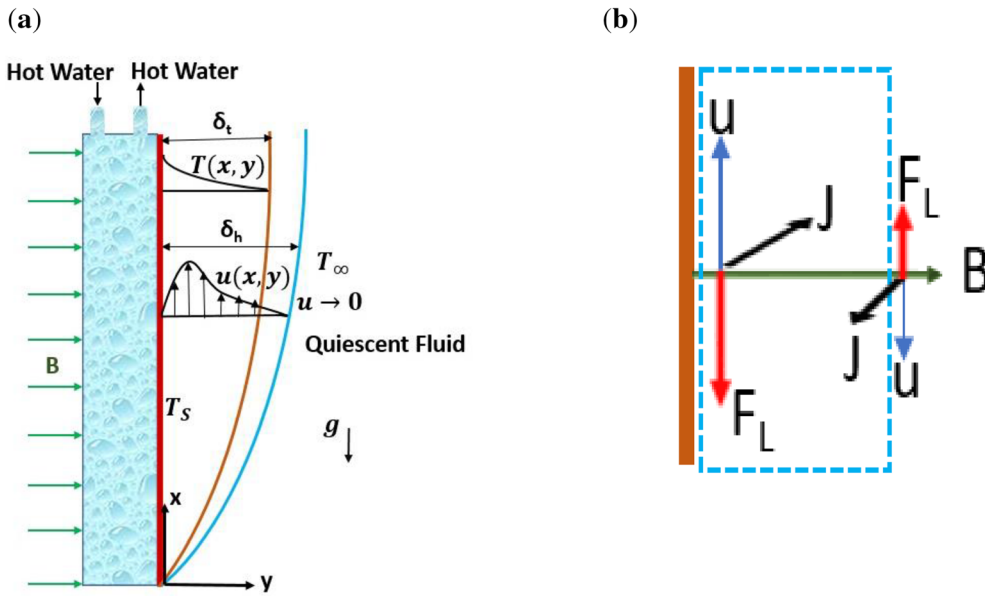 (a)
Hot Water Hot Water
δt
T(x, y)
δh
u(x, y)
T∞
u → 0
Quiescent Fluid
B
TS
g
x
y
(b)
u
J
FL
B
J
u
FL